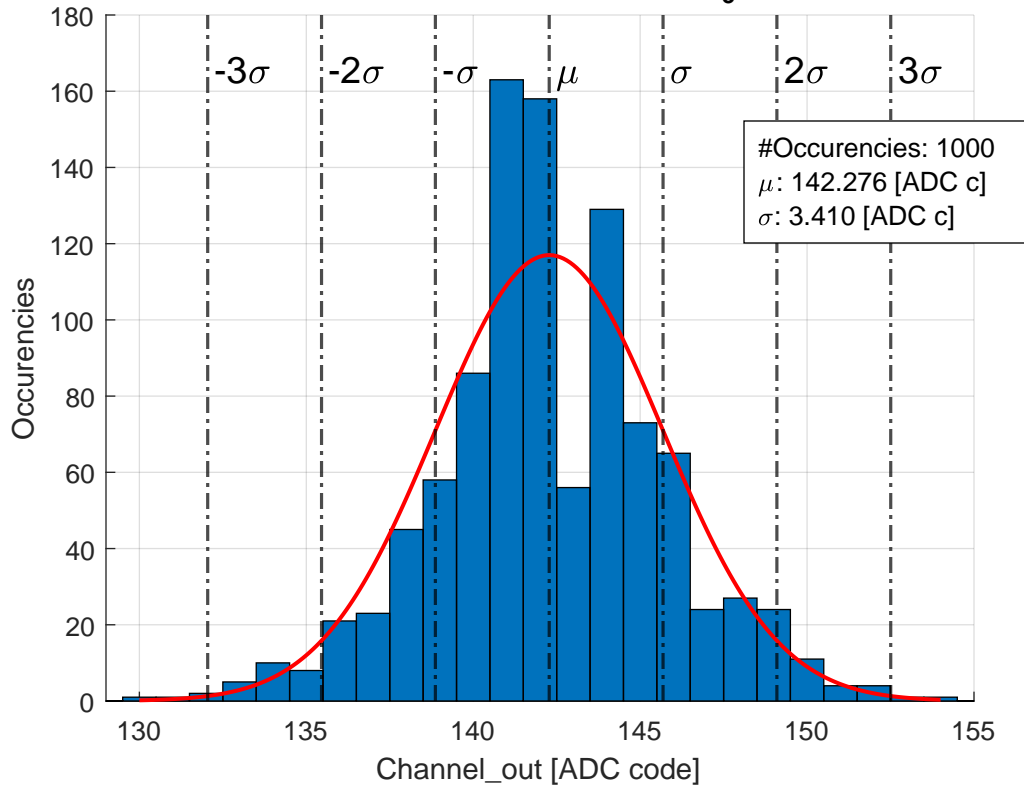 180
160
140
120
100
80
60
40
20
0
Occurencies
-3σ
-2σ
-σ
μ
σ
2σ
3σ
#Occurencies: 1000
μ: 142.276 [ADC c]
σ: 3.410 [ADC c]
130
135
140
145
150
155
Channel_out [ADC code]